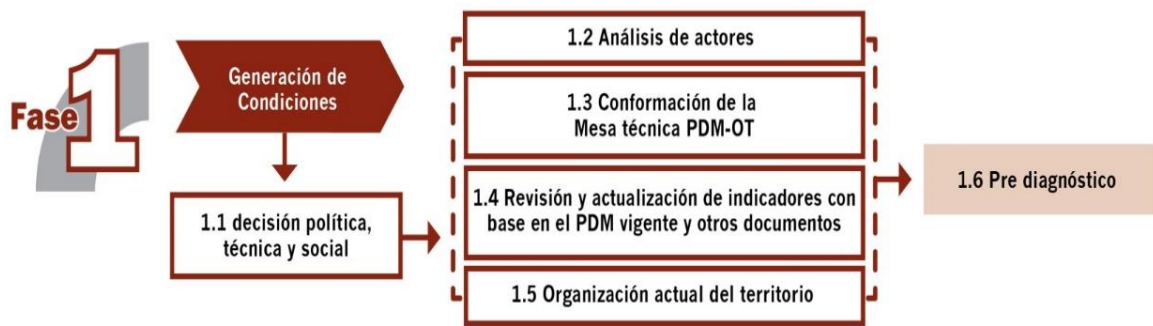 Fase 1
Generación de
Condiciones
1.1 decisión política,
técnica y social
1.2 Análisis de actores
1.3 Conformación de la
Mesa técnica PDM-OT
1.4 Revisión y actualización de indicadores con
base en el PDM vigente y otros documentos
1.5 Organización actual del territorio
1.6 Pre diagnóstico